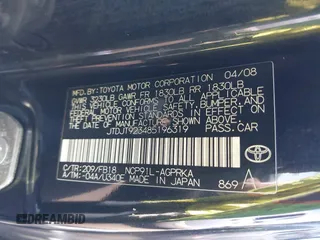 MFD.BY:TOYOTA MOTOR CORPORATION 04/08
GVWR 3030LB GAWR FR 1830LB RR 1830LB
THIS VEHICLE CONFORMS TO ALL APPLICABLE
FEDERAL MOTOR VEHICLE SAFETY, BUMPER, AND
THEFT PREVENTION STANDARDS IN EFFECT ON
THE DATE OF MANUFACTURE SHOWN ABOVE.
JTDJT923485196319 PASS.CAR
C/TR:209/FB18 NCP91L-AGPRKA
A/TM:-04A/U340E MADE IN JAPAN
TOYOTA
869 A
DREAMBID